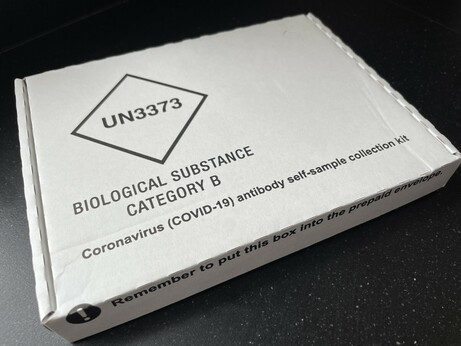 UN3373
BIOLOGICAL SUBSTANCE
CATEGORY B
Coronavirus (COVID-19) antibody self-sample collection kit
! Remember to put this box into the prepaid envelope.